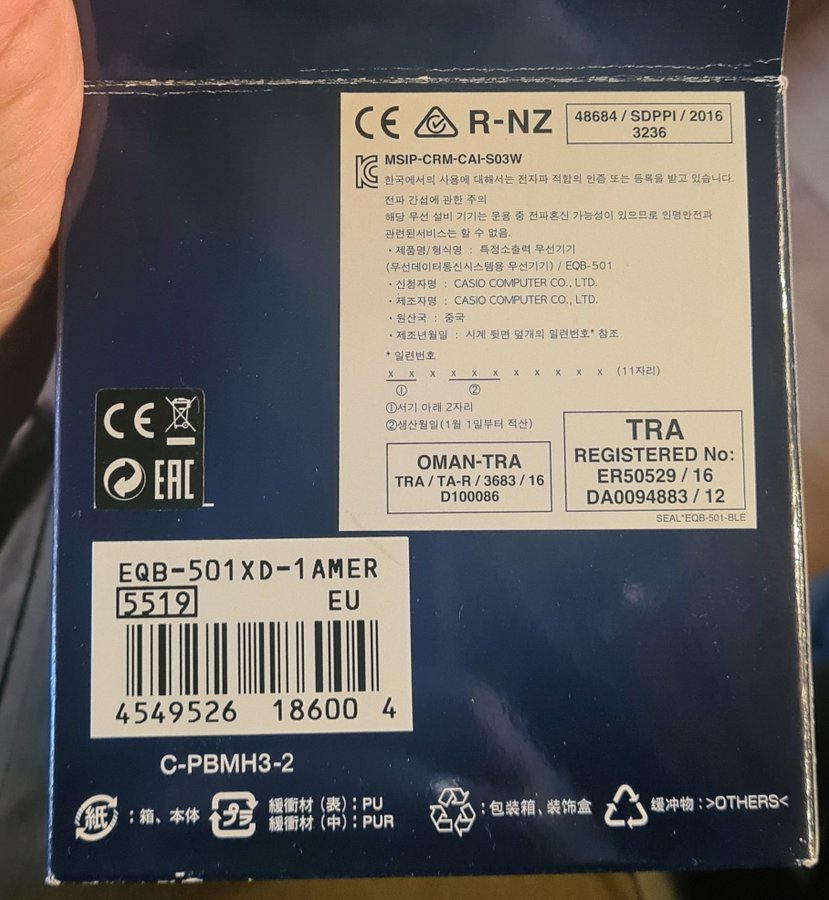 CE R-NZ 48684 / SDPPI / 2016
3236
MSIP-CRM-CAI-S03W
한국에서의 사용에 대해서는 전자파 적합의 인증 또는 등록을 받고 있습니다.
전파 간섭에 관한 주의
해당 무선 설비 기기는 운용 중 전파혼신 가능성이 있으므로 인명안전과
관련된서비스는 할 수 없음.
・제품명/형식명 : 특정소출력 무선기기
(무선데이터통신시스템용 무선기기) / EQB-501
・신청자명 : CASIO COMPUTER CO., LTD.
・제조자명 : CASIO COMPUTER CO., LTD.
・원산국 : 중국
・제조년월일 : 시계 뒷면 덮개의 일련번호* 참조
* 일련번호
x x x x x x x x x x x (11자리)
① ②
①서기 아래 2자리
②생산월일(1월 1일부터 적산)
OMAN-TRA
TRA / TA-R / 3683 / 16
D100086
TRA
REGISTERED No:
ER50529 / 16
DA0094883 / 12
SEAL*EQB-501-BLE
CE
EAC
EQB-501XD-1AMER
5519 EU
4549526 18600 4
C-PBMH3-2
紙 : 箱、本体
プラ 緩衝材（表）: PU
緩衝材（中）: PUR
: 包装箱、装饰盒
缓冲物 : >OTHERS<